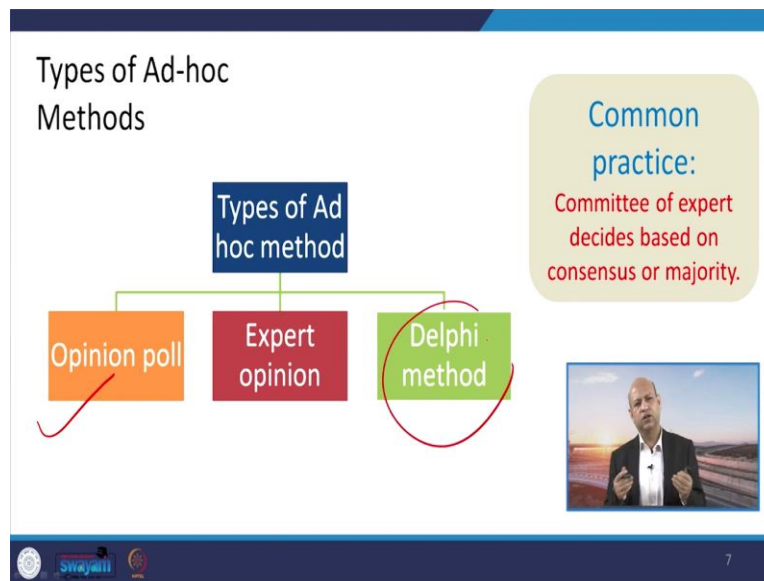 Types of Ad-hoc
Methods
Common
practice:
Committee of expert
decides based on
consensus or majority.
Types of Ad
hoc method
Opinion poll
Expert
opinion
Delphi
method
swayam
7